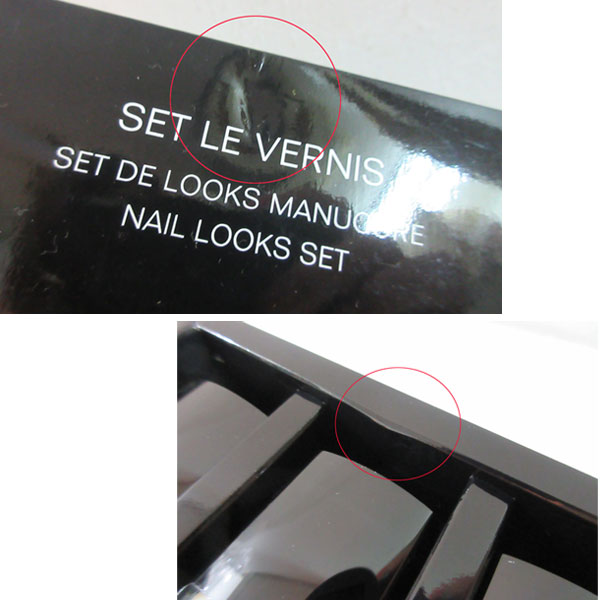 SET LE VERNIS
SET DE LOOKS MANUCURE
NAIL LOOKS SET